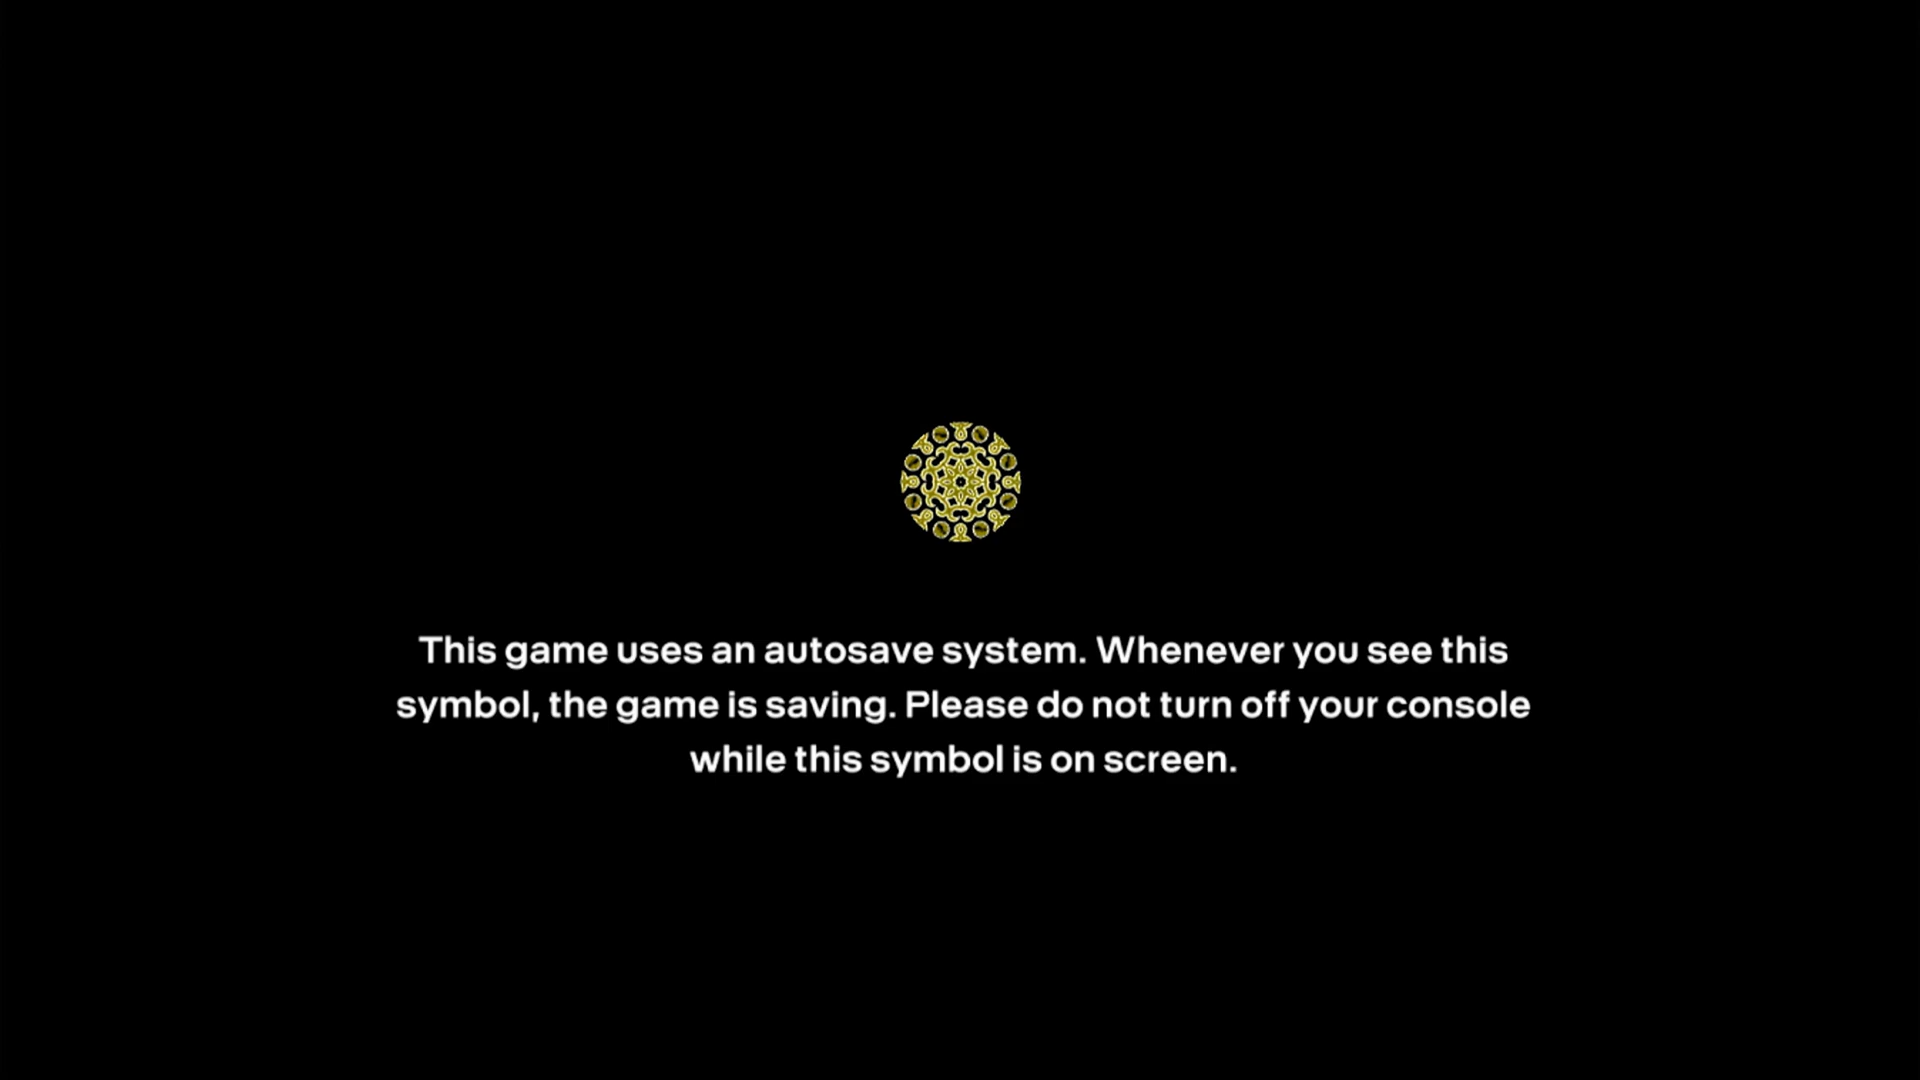 This game uses an autosave system. Whenever you see this
symbol, the game is saving. Please do not turn off your console
while this symbol is on screen.